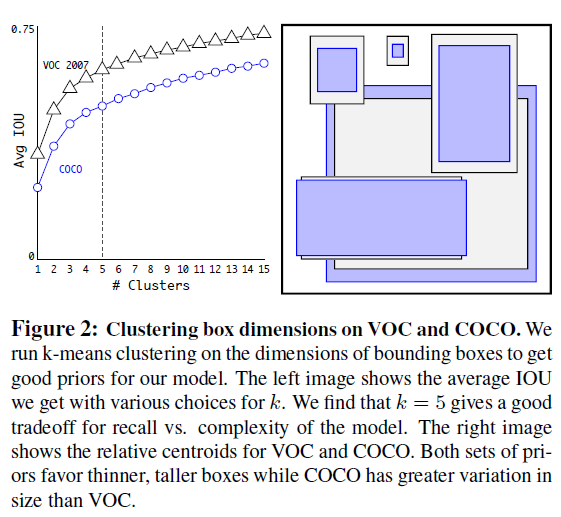 0.75
VOC 2007
COCO
Avg IOU
0
1 2 3 4 5 6 7 8 9 10 11 12 13 14 15
# Clusters
Figure 2: Clustering box dimensions on VOC and COCO. We
run k-means clustering on the dimensions of bounding boxes to get
good priors for our model. The left image shows the average IOU
we get with various choices for k. We find that k = 5 gives a good
tradeoff for recall vs. complexity of the model. The right image
shows the relative centroids for VOC and COCO. Both sets of pri-
ors favor thinner, taller boxes while COCO has greater variation in
size than VOC.